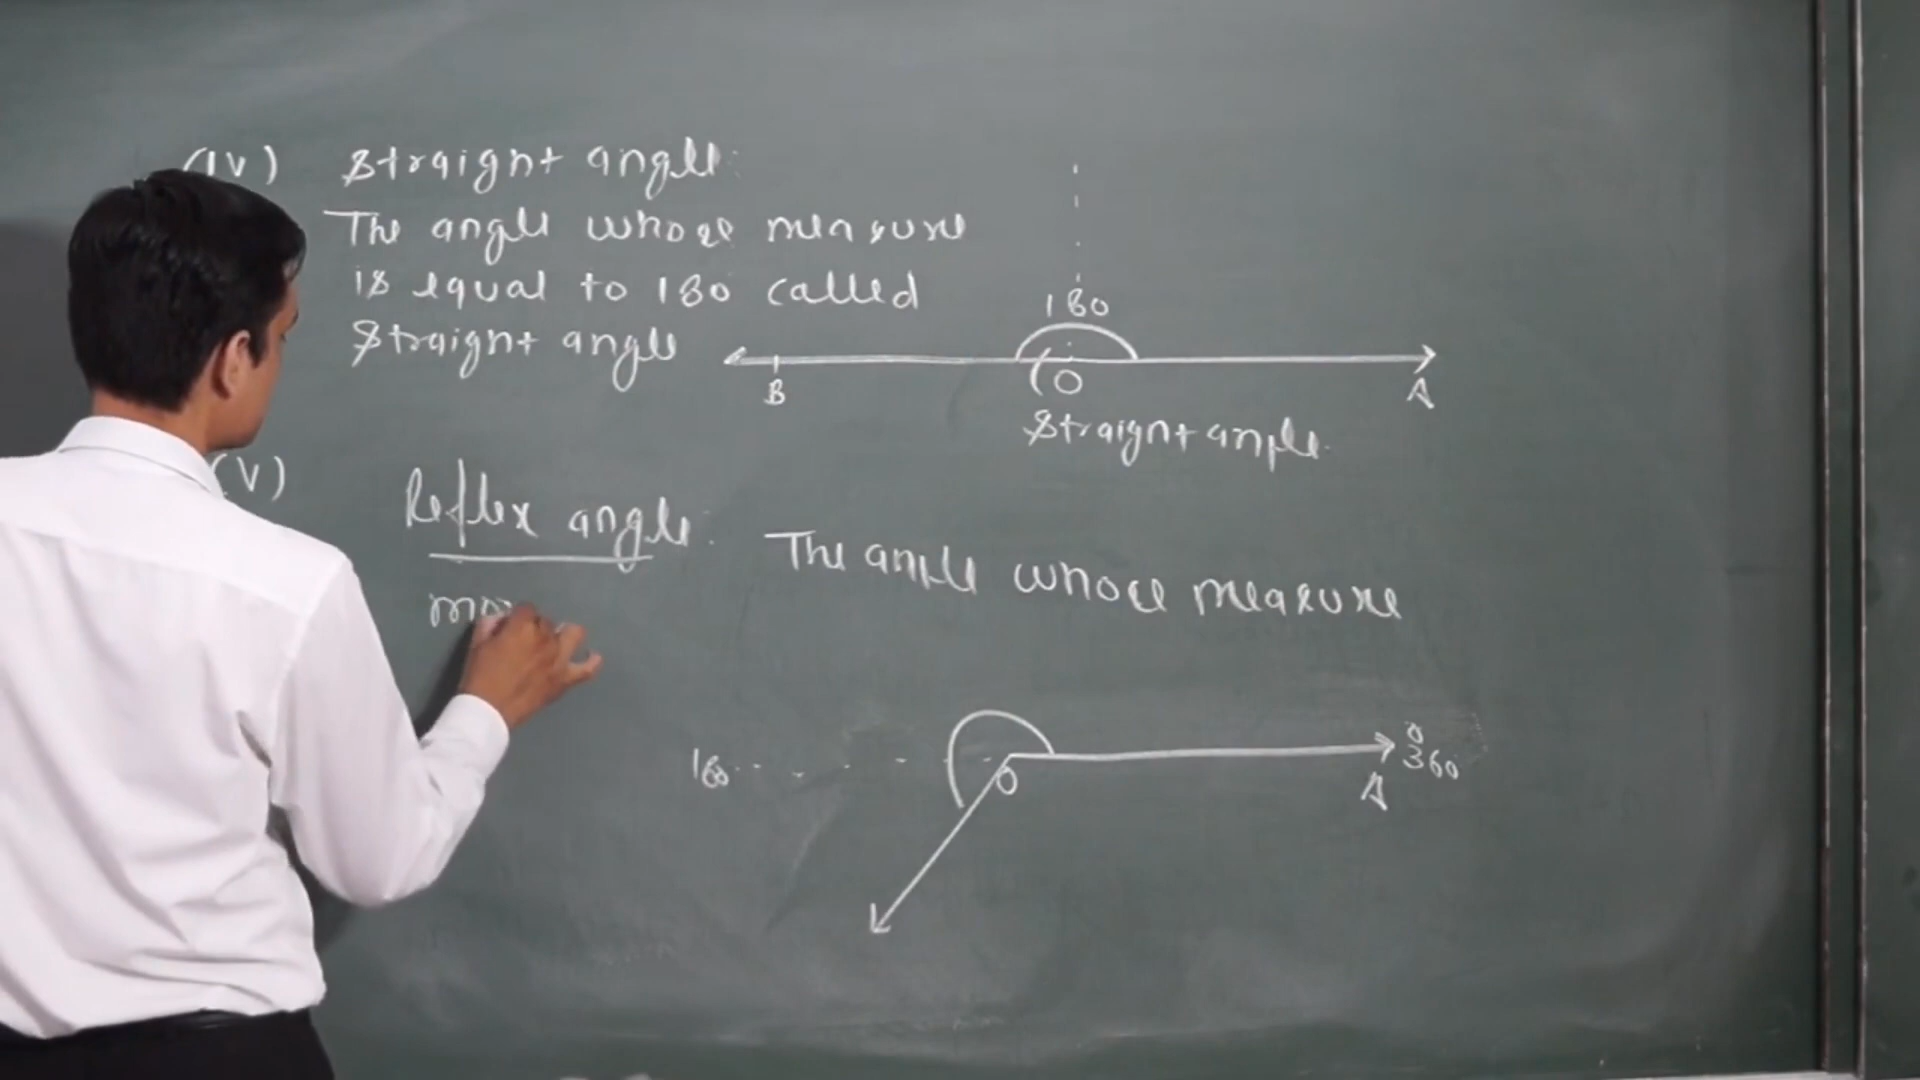 (IV) Straight angle:
The angle whose measure
is equal to 180 called
Straight angle
180
B
O
A
Straight angle.
(V) Reflex angle: The angle whose measure
180
O
A
0
360